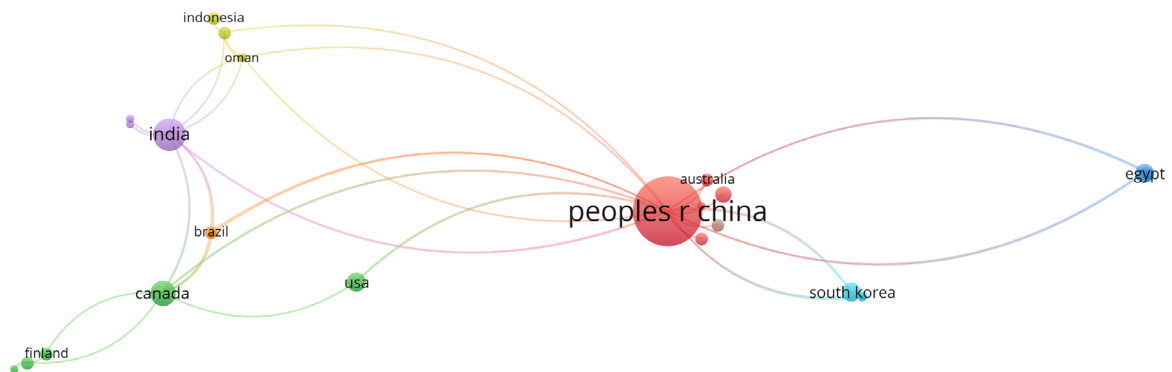 indonesia
oman
india
australia
egypt
peoples r china
brazil
usa
canada
south korea
finland